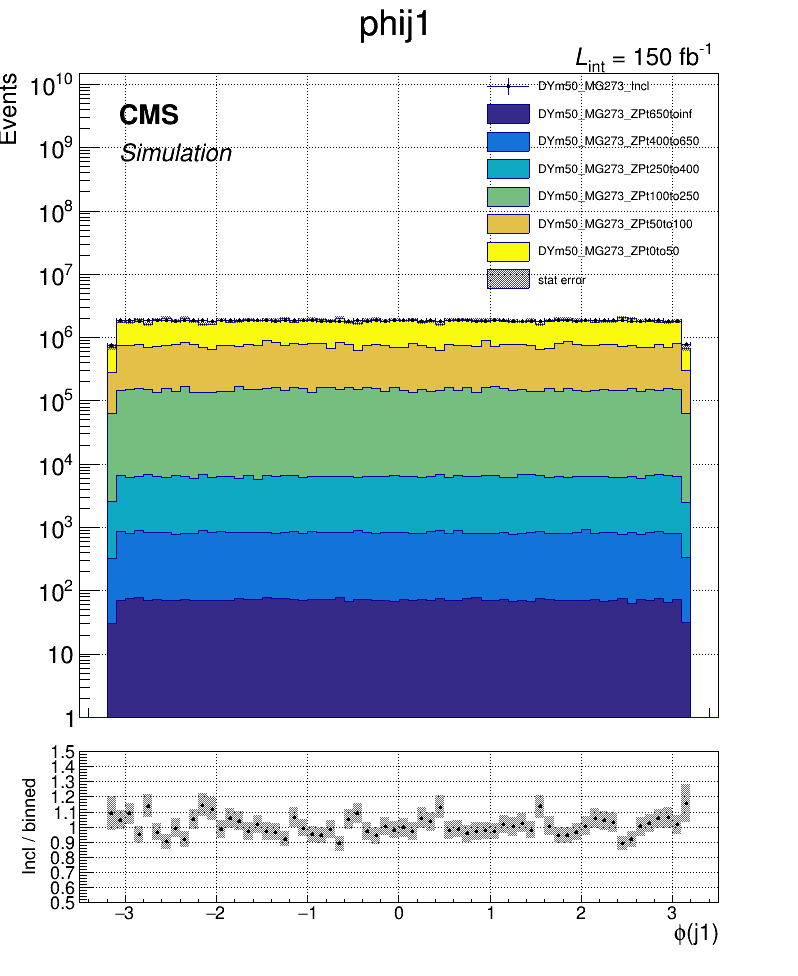 phij1
L_int = 150 fb^-1
Events
CMS
Simulation
DYm50_MG273_Incl
DYm50_MG273_ZPt650toinf
DYm50_MG273_ZPt400to650
DYm50_MG273_ZPt250to400
DYm50_MG273_ZPt100to250
DYm50_MG273_ZPt50to100
DYm50_MG273_ZPt0to50
stat error
10^10
10^9
10^8
10^7
10^6
10^5
10^4
10^3
10^2
10
1
Incl / binned
1.5
1.4
1.3
1.2
1.1
1
0.9
0.8
0.7
0.6
0.5
−3 −2 −1 0 1 2 3
ϕ(j1)